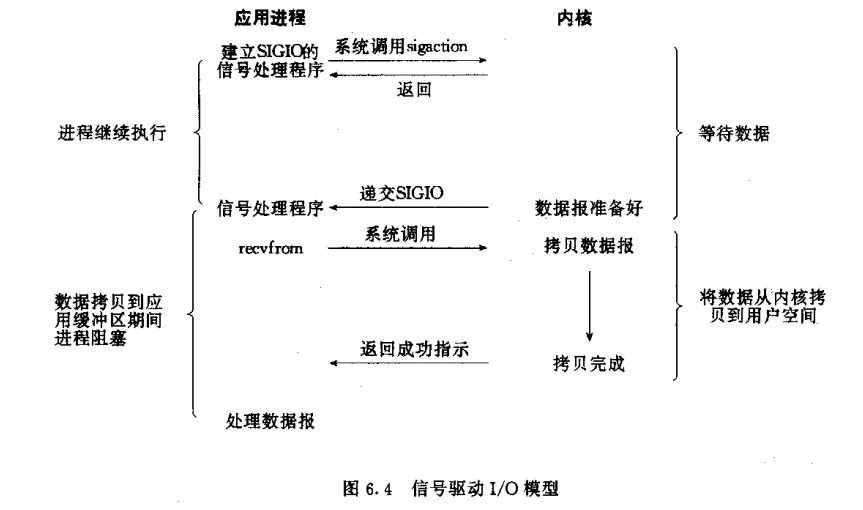 应用进程
内核
建立SIGIO的
信号处理程序
系统调用sigaction
返回
进程继续执行
等待数据
递交SIGIO
信号处理程序
数据报准备好
系统调用
recvfrom
拷贝数据报
数据拷贝到应
用缓冲区期间
进程阻塞
将数据从内核拷
贝到用户空间
返回成功指示
拷贝完成
处理数据报
图 6.4 信号驱动 I/O 模型